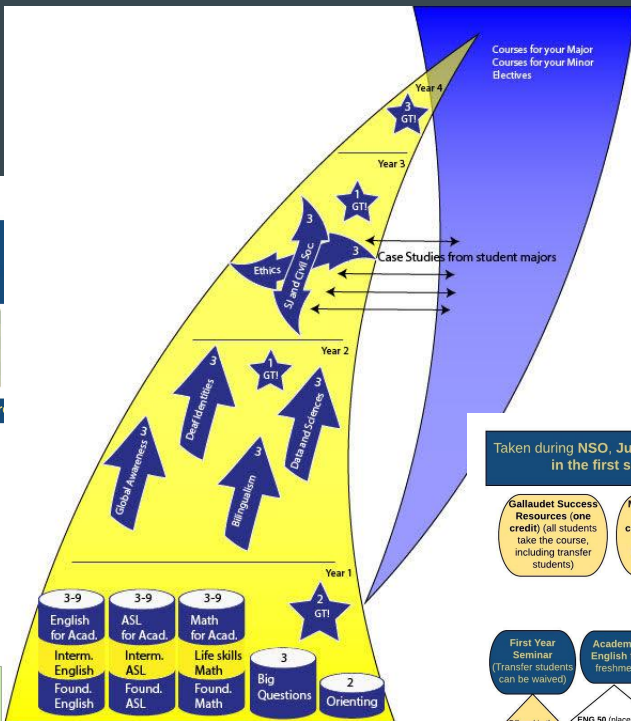 Courses for your Major
Courses for your Minor
Electives
Year 4
3
GT!
Year 3
1
GT!
3
3
Ethics
SJ and Civil Soc.
Case Studies from student majors
Year 2
1
GT!
3
Deaf Identities
3
Data and Sciences
3
Global Awareness
3
Bilingualism
Year 1
2
GT!
3-9
English
for Acad.
Interm.
English
Found.
English
3-9
ASL
for Acad.
Interm.
ASL
Found.
ASL
3-9
Math
for Acad.
Life skills
Math
Found.
Math
3
Big
Questions
2
Orienting
Taken during NSO, Ju
in the first s
Gallaudet Success
Resources (one
credit) (all students
take the course,
including transfer
students)
First Year
Seminar
(Transfer students
can be waived)
Academ
English
freshme
ENG 50 (place